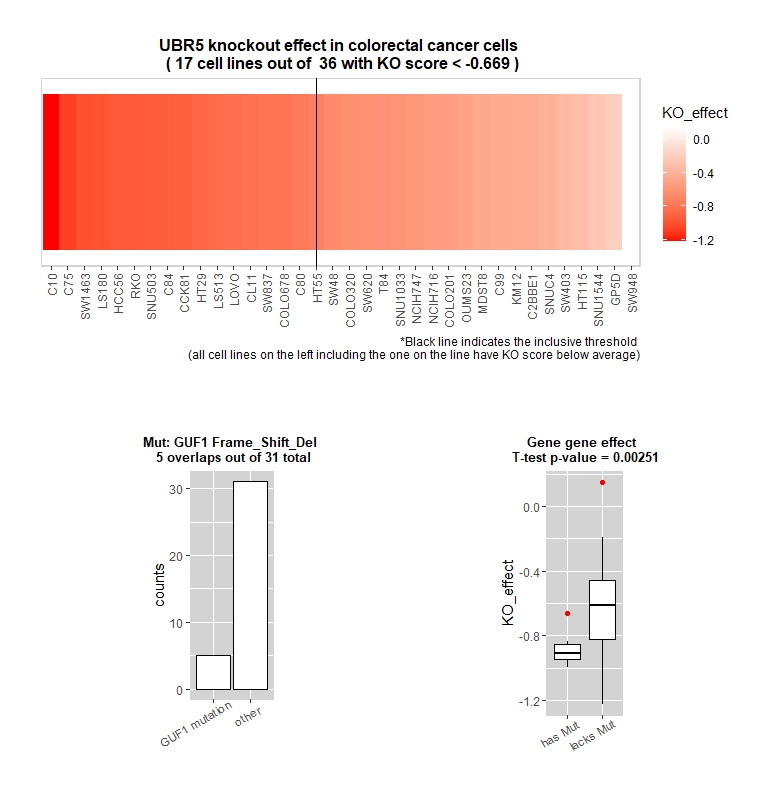 UBR5 knockout effect in colorectal cancer cells
( 17 cell lines out of 36 with KO score < -0.669 )
KO_effect
0.0
-0.4
-0.8
-1.2
C10
C75
SW1463
LS180
HCC56
RKO
SNU503
C84
CCK81
HT29
LS513
LOVO
CL11
SW837
COLO678
C80
HT55
SW48
COLO320
SW620
T84
SNU1033
NCIH747
NCIH716
COLO201
OUMS23
MDST8
C99
KM12
C2BBE1
SNUC4
SW403
HT115
SNU1544
GP5D
SW948
*Black line indicates the inclusive threshold
(all cell lines on the left including the one on the line have KO score below average)
Mut: GUF1 Frame_Shift_Del
5 overlaps out of 31 total
counts
30
20
10
0
GUF1 mutation
other
Gene gene effect
T-test p-value = 0.00251
KO_effect
0.0
-0.4
-0.8
-1.2
has Mut
lacks Mut